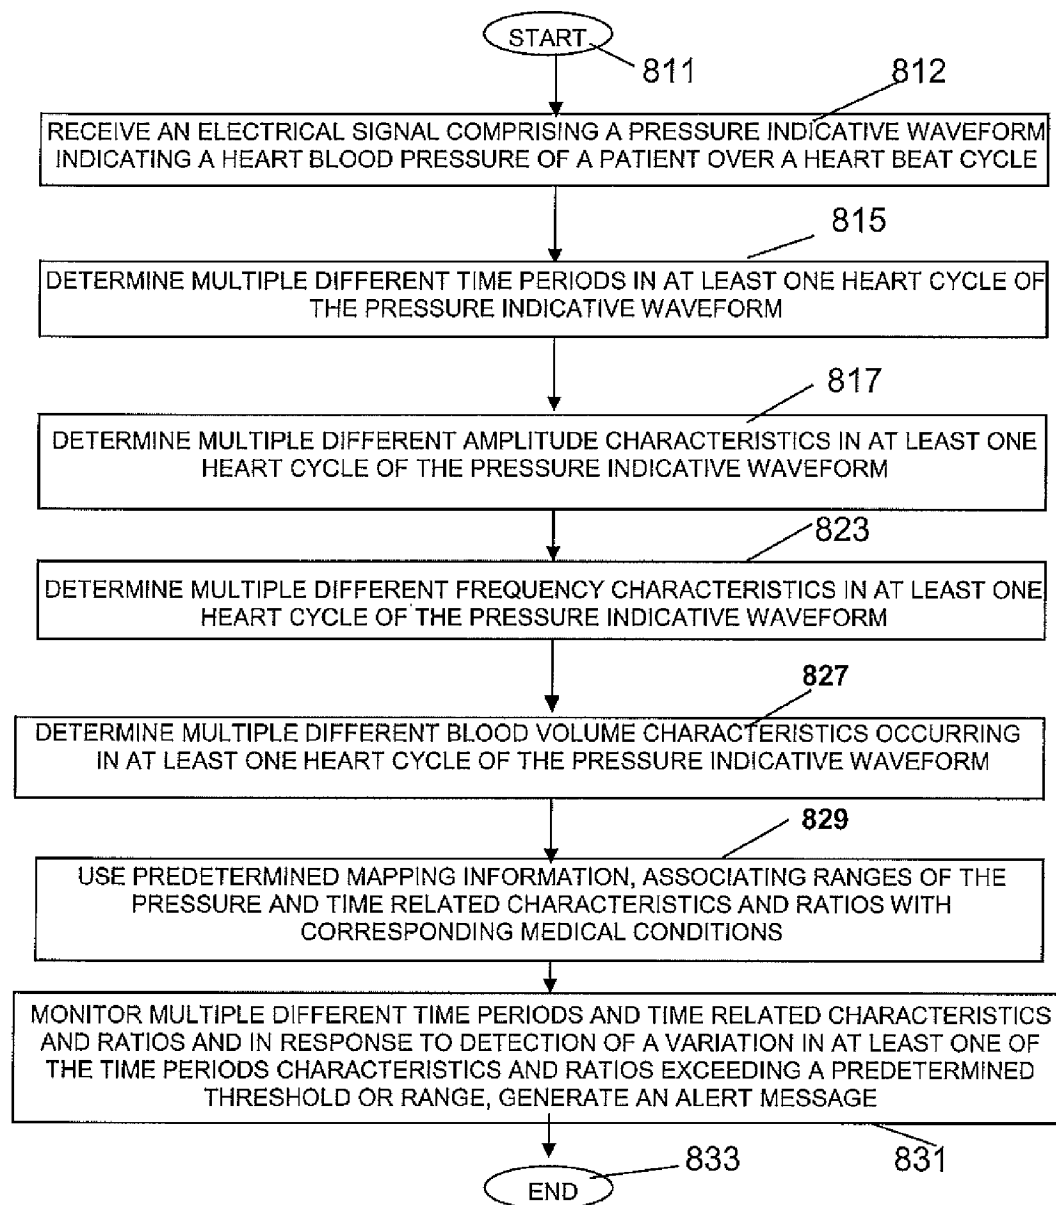 START
811
812
RECEIVE AN ELECTRICAL SIGNAL COMPRISING A PRESSURE INDICATIVE WAVEFORM
INDICATING A HEART BLOOD PRESSURE OF A PATIENT OVER A HEART BEAT CYCLE
815
DETERMINE MULTIPLE DIFFERENT TIME PERIODS IN AT LEAST ONE HEART CYCLE OF
THE PRESSURE INDICATIVE WAVEFORM
817
DETERMINE MULTIPLE DIFFERENT AMPLITUDE CHARACTERISTICS IN AT LEAST ONE
HEART CYCLE OF THE PRESSURE INDICATIVE WAVEFORM
823
DETERMINE MULTIPLE DIFFERENT FREQUENCY CHARACTERISTICS IN AT LEAST ONE
HEART CYCLE OF THE PRESSURE INDICATIVE WAVEFORM
827
DETERMINE MULTIPLE DIFFERENT BLOOD VOLUME CHARACTERISTICS OCCURRING
IN AT LEAST ONE HEART CYCLE OF THE PRESSURE INDICATIVE WAVEFORM
829
USE PREDETERMINED MAPPING INFORMATION, ASSOCIATING RANGES OF THE
PRESSURE AND TIME RELATED CHARACTERISTICS AND RATIOS WITH
CORRESPONDING MEDICAL CONDITIONS
MONITOR MULTIPLE DIFFERENT TIME PERIODS AND TIME RELATED CHARACTERISTICS
AND RATIOS AND IN RESPONSE TO DETECTION OF A VARIATION IN AT LEAST ONE OF
THE TIME PERIODS CHARACTERISTICS AND RATIOS EXCEEDING A PREDETERMINED
THRESHOLD OR RANGE, GENERATE AN ALERT MESSAGE
831
833
END